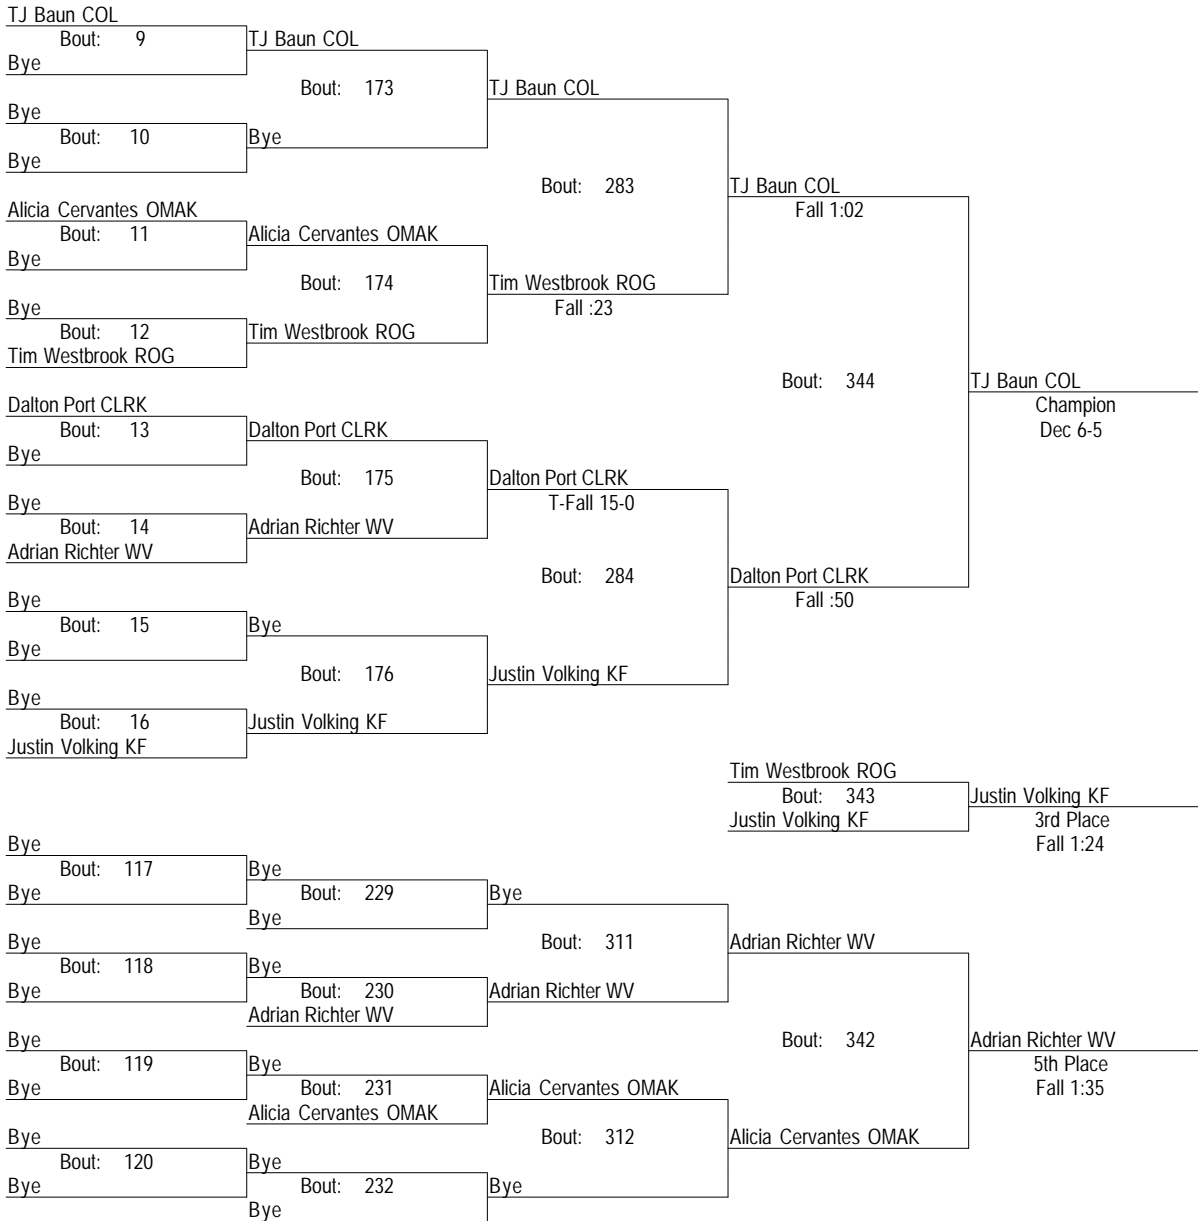 TJ Baun COL
Bout: 9
TJ Baun COL
Bye
Bout: 173
TJ Baun COL
Bye
Bout: 10
Bye
Bye
Bout: 283
TJ Baun COL
Fall 1:02
Alicia Cervantes OMAK
Bout: 11
Alicia Cervantes OMAK
Bye
Bout: 174
Tim Westbrook ROG
Fall :23
Bye
Bout: 12
Tim Westbrook ROG
Tim Westbrook ROG
Bout: 344
TJ Baun COL
Champion
Dec 6-5
Dalton Port CLRK
Bout: 13
Dalton Port CLRK
Bye
Bout: 175
Dalton Port CLRK
T-Fall 15-0
Bye
Bout: 14
Adrian Richter WV
Adrian Richter WV
Bout: 284
Dalton Port CLRK
Fall :50
Bye
Bout: 15
Bye
Bye
Bout: 176
Justin Volking KF
Bye
Bout: 16
Justin Volking KF
Justin Volking KF
Tim Westbrook ROG
Bout: 343
Justin Volking KF
Justin Volking KF
3rd Place
Fall 1:24
Bye
Bout: 117
Bye
Bye
Bout: 229
Bye
Bye
Bye
Bout: 311
Adrian Richter WV
Bout: 118
Bye
Bye
Bout: 230
Adrian Richter WV
Adrian Richter WV
Bye
Bout: 342
Adrian Richter WV
5th Place
Fall 1:35
Bout: 119
Bye
Bye
Bout: 231
Alicia Cervantes OMAK
Alicia Cervantes OMAK
Bye
Bout: 312
Alicia Cervantes OMAK
Bout: 120
Bye
Bye
Bout: 232
Bye
Bye